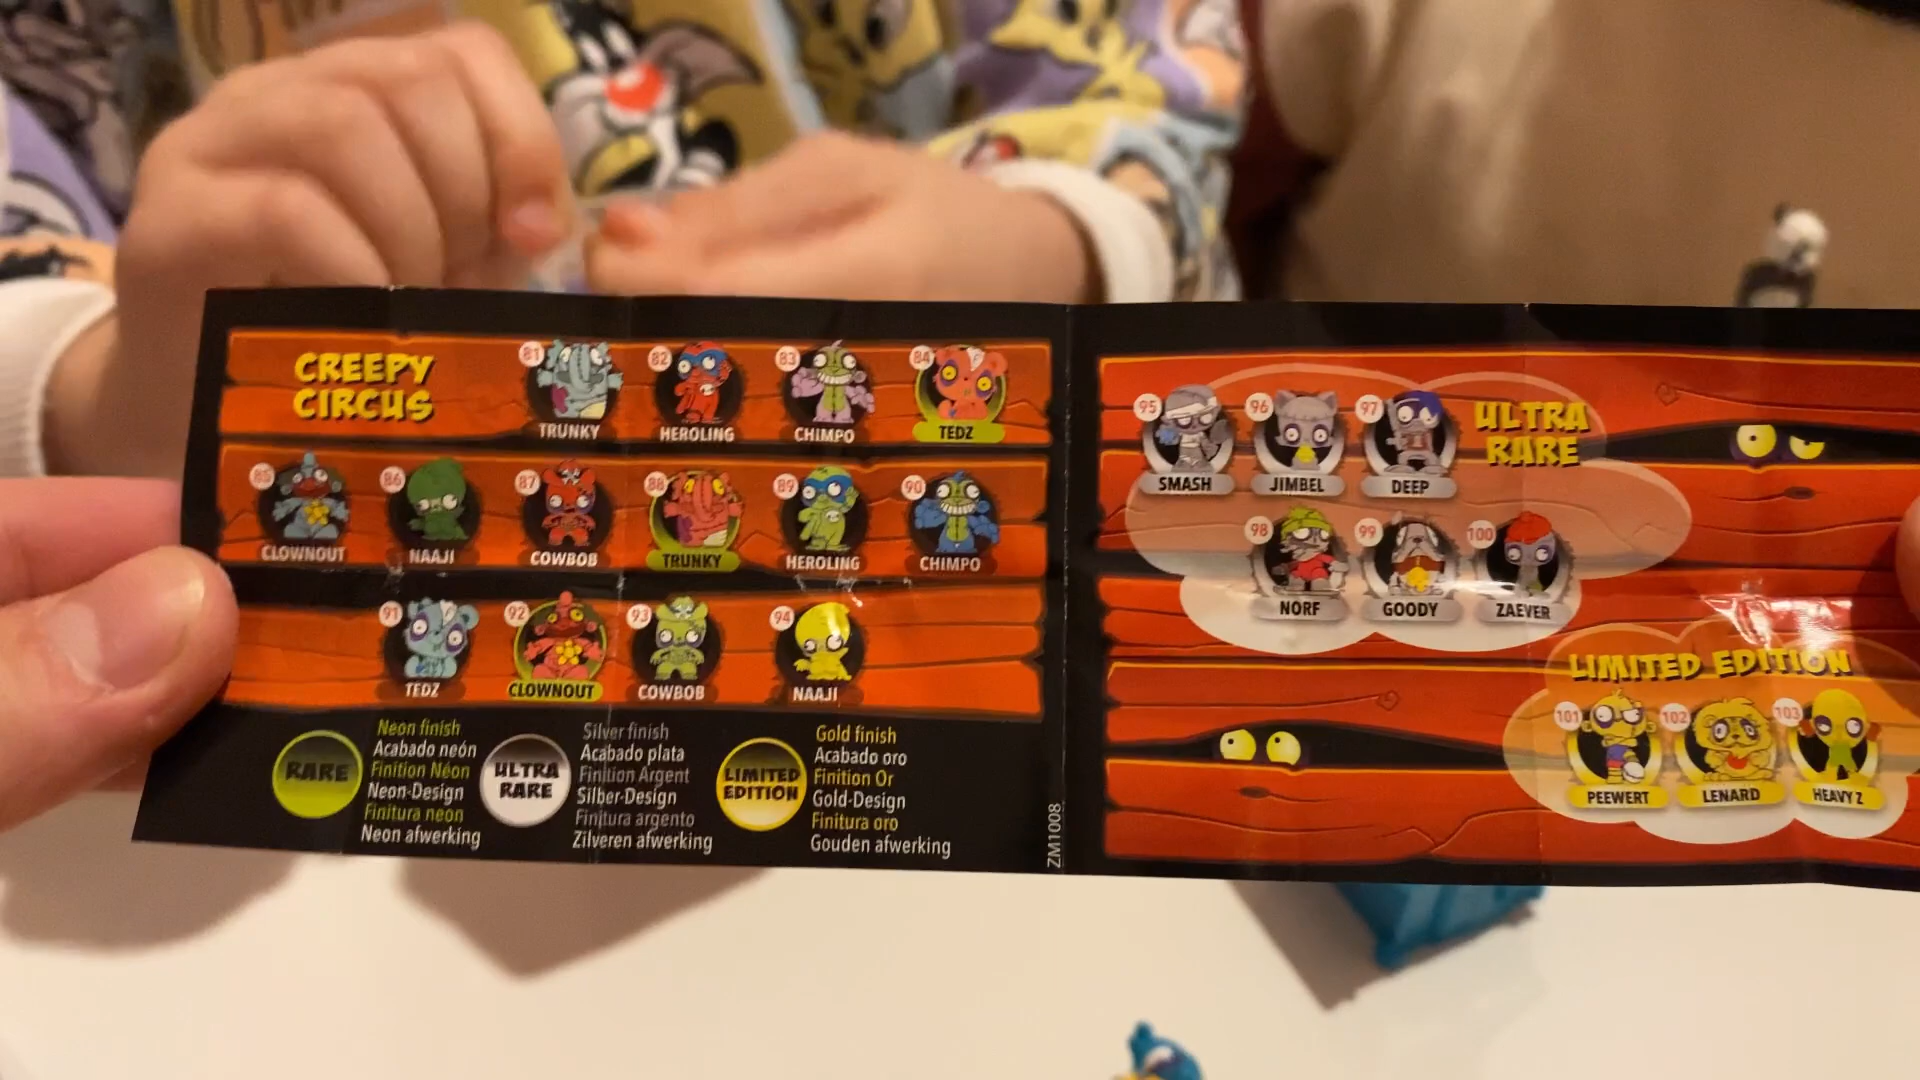 CREEPY
CIRCUS
81 82 83 84
TRUNKY HEROLING CHIMPO TEDZ
85 86 87 88 89 90
CLOWNOUT NAAJI COWBOB TRUNKY HEROLING CHIMPO
91 92 93 94
TEDZ CLOWNOUT COWBOB NAAJI
RARE
Neon finish
Acabado neón
Finition Néon
Neon-Design
Finitura neon
Neon afwerking
ULTRA
RARE
Silver finish
Acabado plata
Finition Argent
Silber-Design
Finitura argento
Zilveren afwerking
LIMITED
EDITION
Gold finish
Acabado oro
Finition Or
Gold-Design
Finitura oro
Gouden afwerking
ZM1008
95 96 97
ULTRA
RARE
SMASH JIMBEL DEEP
98 99 100
NORF GOODY ZAEVER
LIMITED EDITION
101 102 103
PEEWERT LENARD HEAVY Z